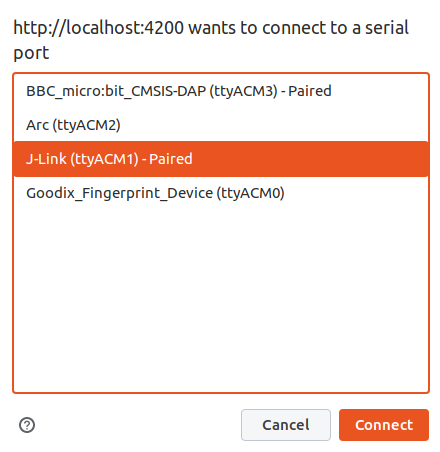 http://localhost:4200 wants to connect to a serial
port
BBC_micro:bit_CMSIS-DAP (ttyACM3) - Paired
Arc (ttyACM2)
J-Link (ttyACM1) - Paired
Goodix_Fingerprint_Device (ttyACM0)
?
Cancel
Connect